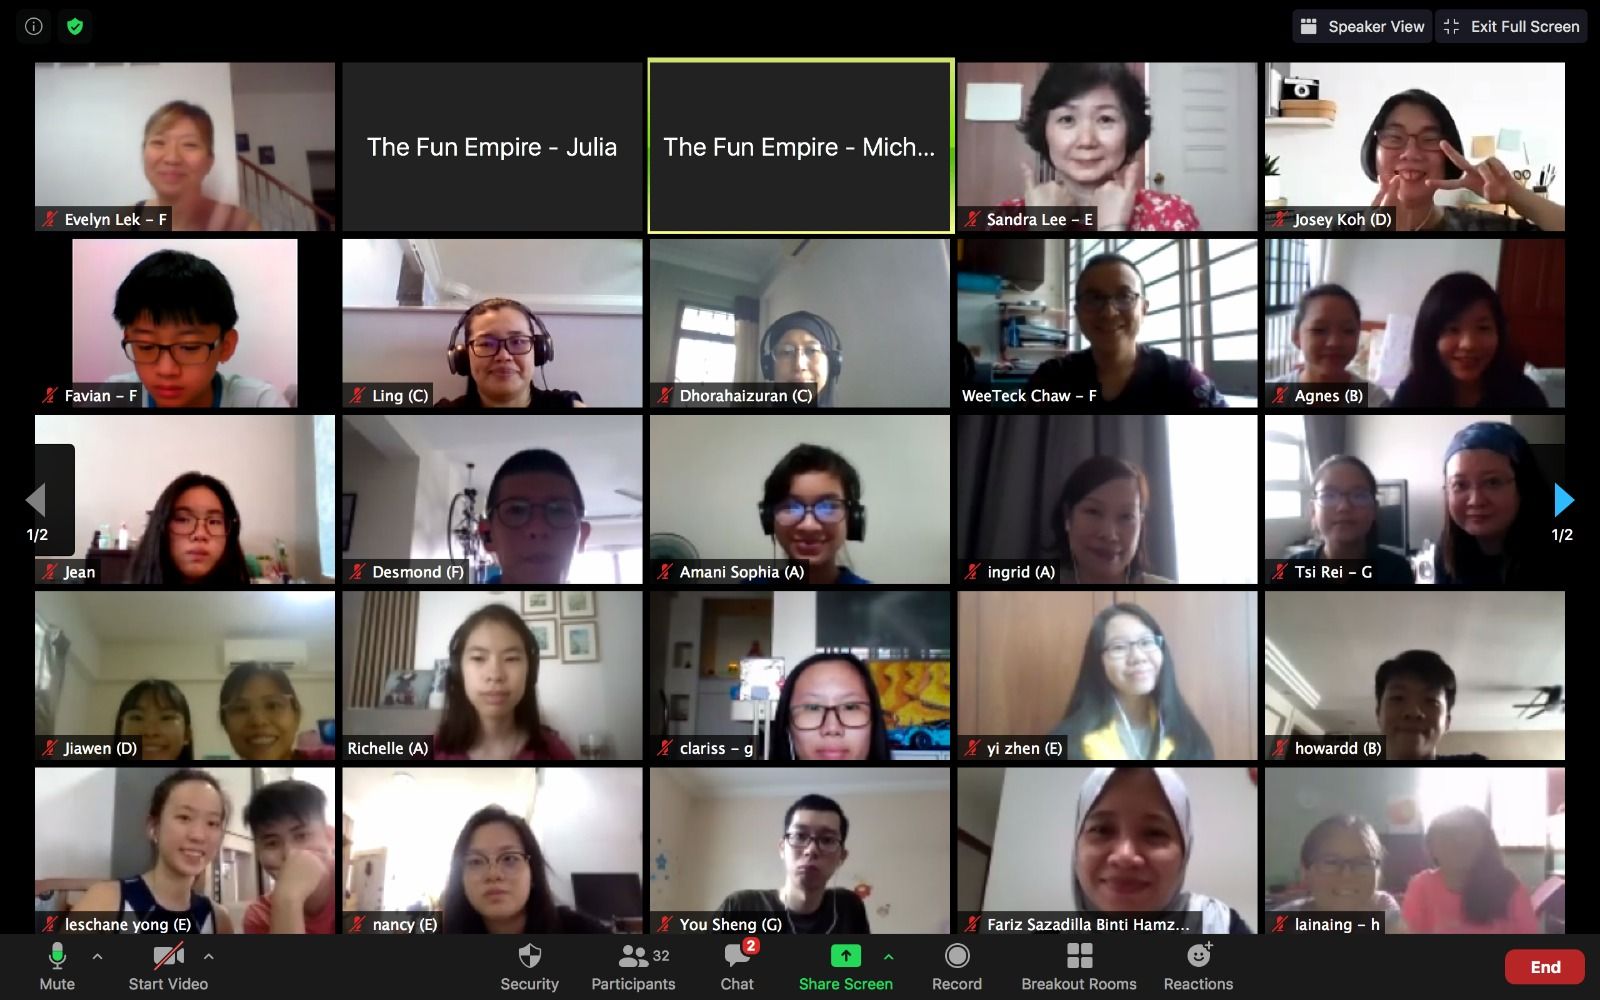 Speaker View
Exit Full Screen
Evelyn Lek – F
The Fun Empire - Julia
The Fun Empire - Mich...
Sandra Lee – E
Josey Koh (D)
Favian – F
Ling (C)
Dhorahaizuran (C)
WeeTeck Chaw – F
Agnes (B)
1/2
Jean
Desmond (F)
Amani Sophia (A)
ingrid (A)
Tsi Rei – G
1/2
Jiawen (D)
Richelle (A)
clariss – g
yi zhen (E)
howardd (B)
leschane yong (E)
nancy (E)
You Sheng (G)
Fariz Sazadilla Binti Hamz...
lainaing – h
Mute
Start Video
Security
Participants
32
Chat
2
Share Screen
Record
Breakout Rooms
Reactions
End